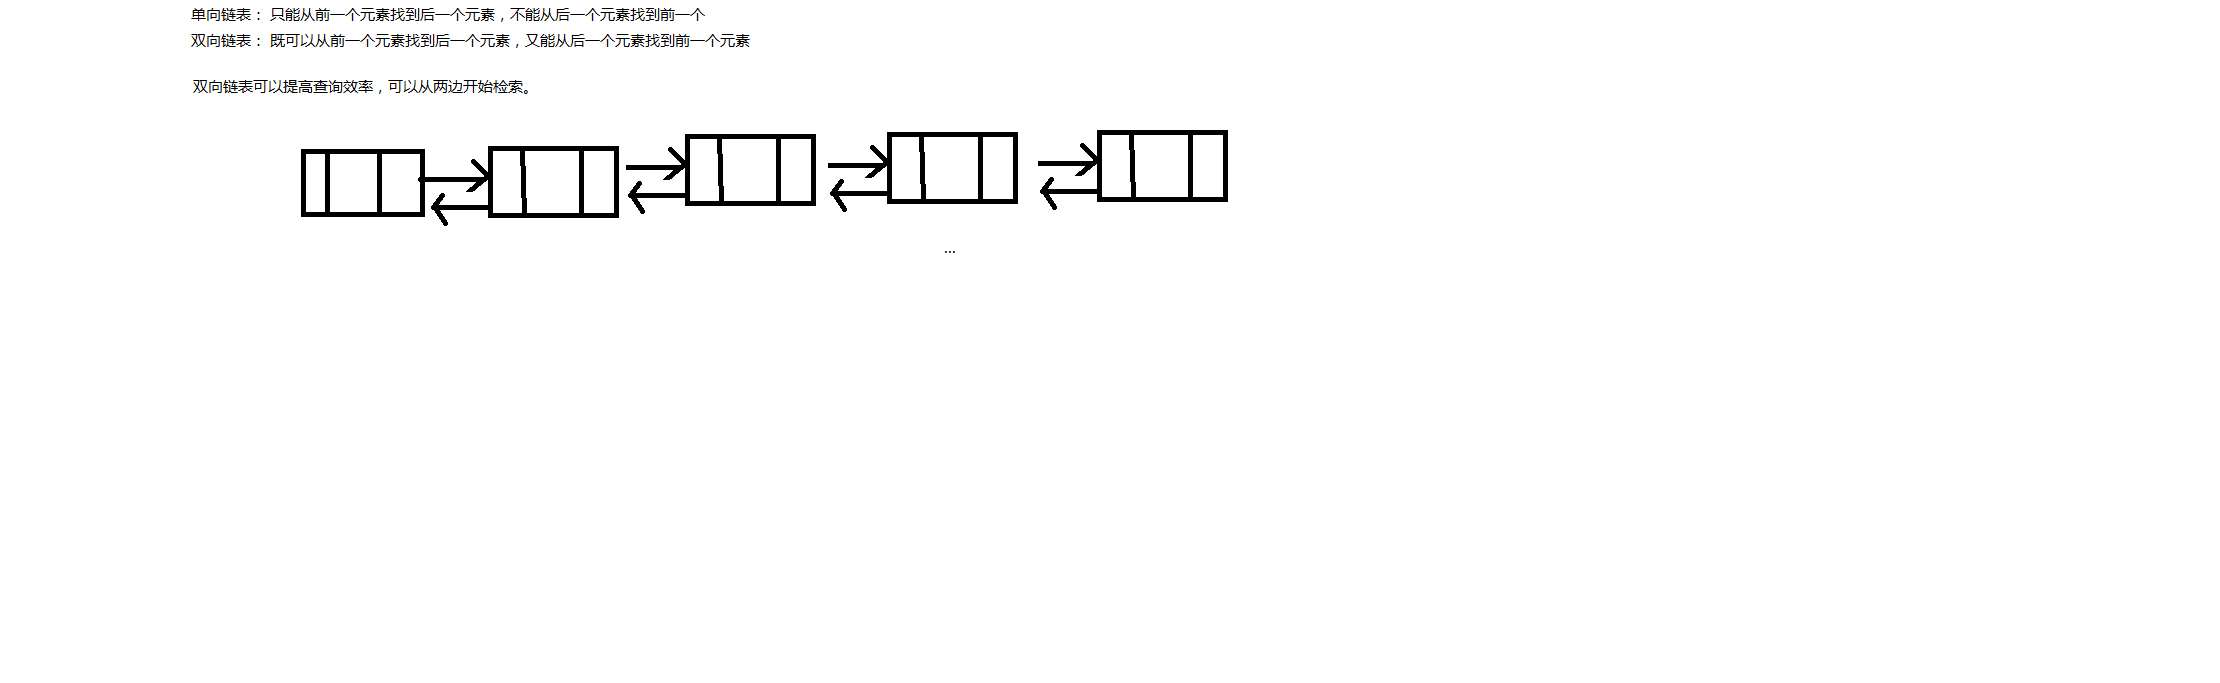 单向链表： 只能从前一个元素找到后一个元素，不能从后一个元素找到前一个
双向链表： 既可以从前一个元素找到后一个元素，又能从后一个元素找到前一个元素
双向链表可以提高查询效率，可以从两边开始检索。
...